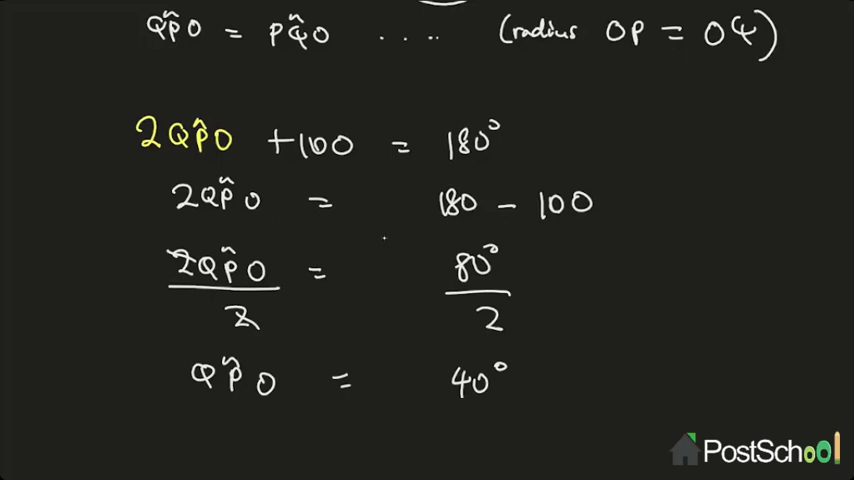 QP̂O = PQ̂O .... (radius OP = OQ)
2QP̂O + 100 = 180°
2QP̂O = 180 - 100
2QP̂O = 80°
2 2
QP̂O = 40°
PostSchool